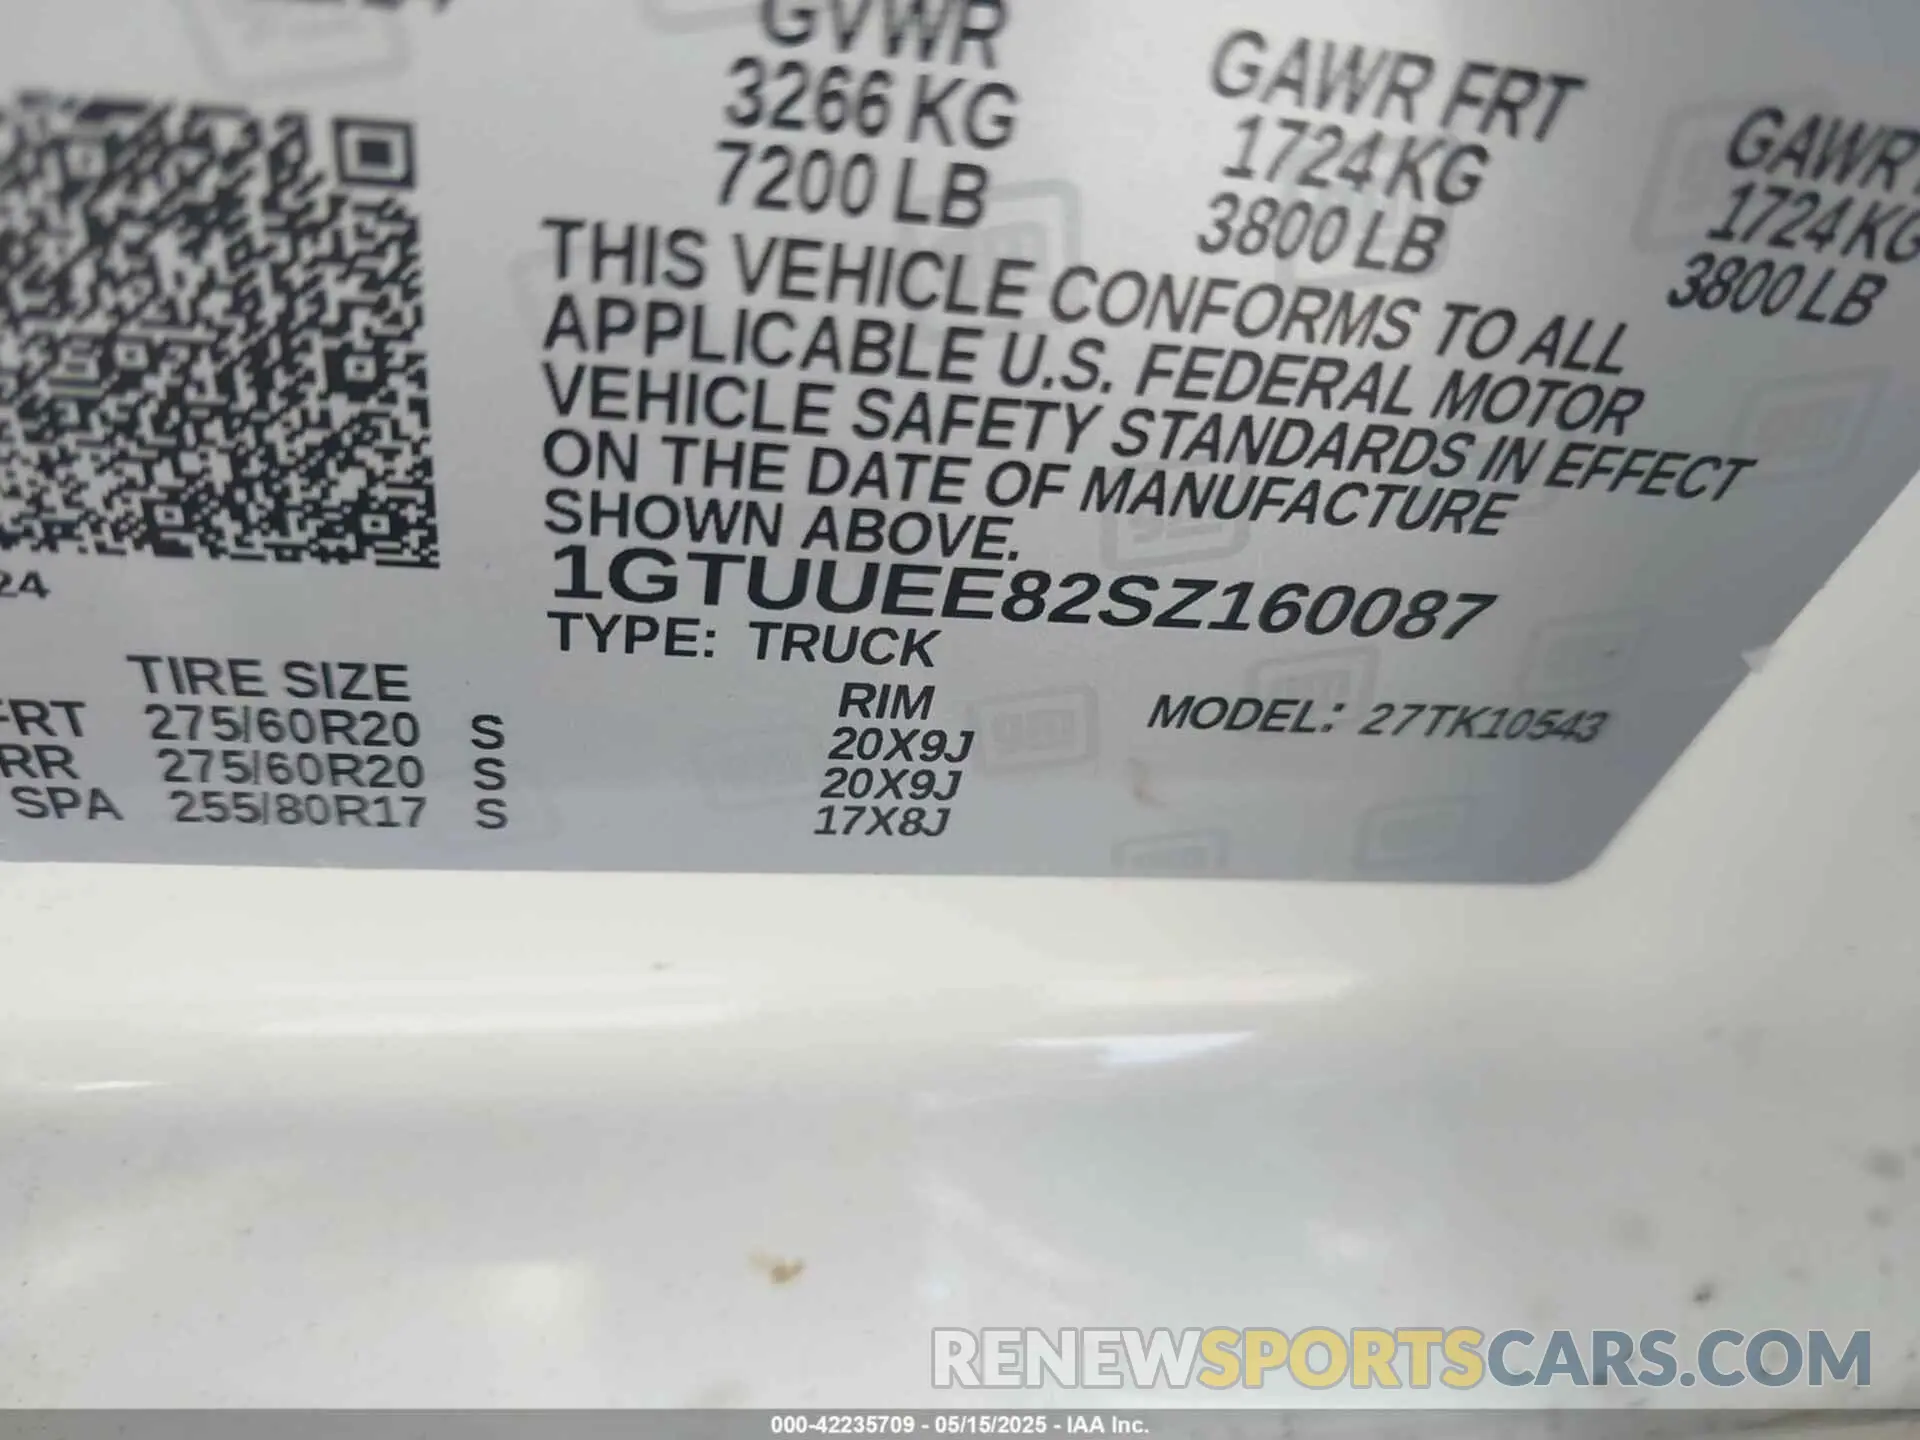 GVWR
3266 KG
7200 LB
GAWR FRT
1724 KG
3800 LB
GAWR
1724 KG
3800 LB
THIS VEHICLE CONFORMS TO ALL
APPLICABLE U.S. FEDERAL MOTOR
VEHICLE SAFETY STANDARDS IN EFFECT
ON THE DATE OF MANUFACTURE
SHOWN ABOVE.
1GTUUEE82SZ160087
TYPE: TRUCK
24
TIRE SIZE
RIM
MODEL: 27TK10543
FRT 275/60R20 S 20X9J
RR 275/60R20 S 20X9J
SPA 255/80R17 S 17X8J
GMC
RENEWSPORTSCARS.COM
000-42235709 - 05/15/2025 - IAA Inc.